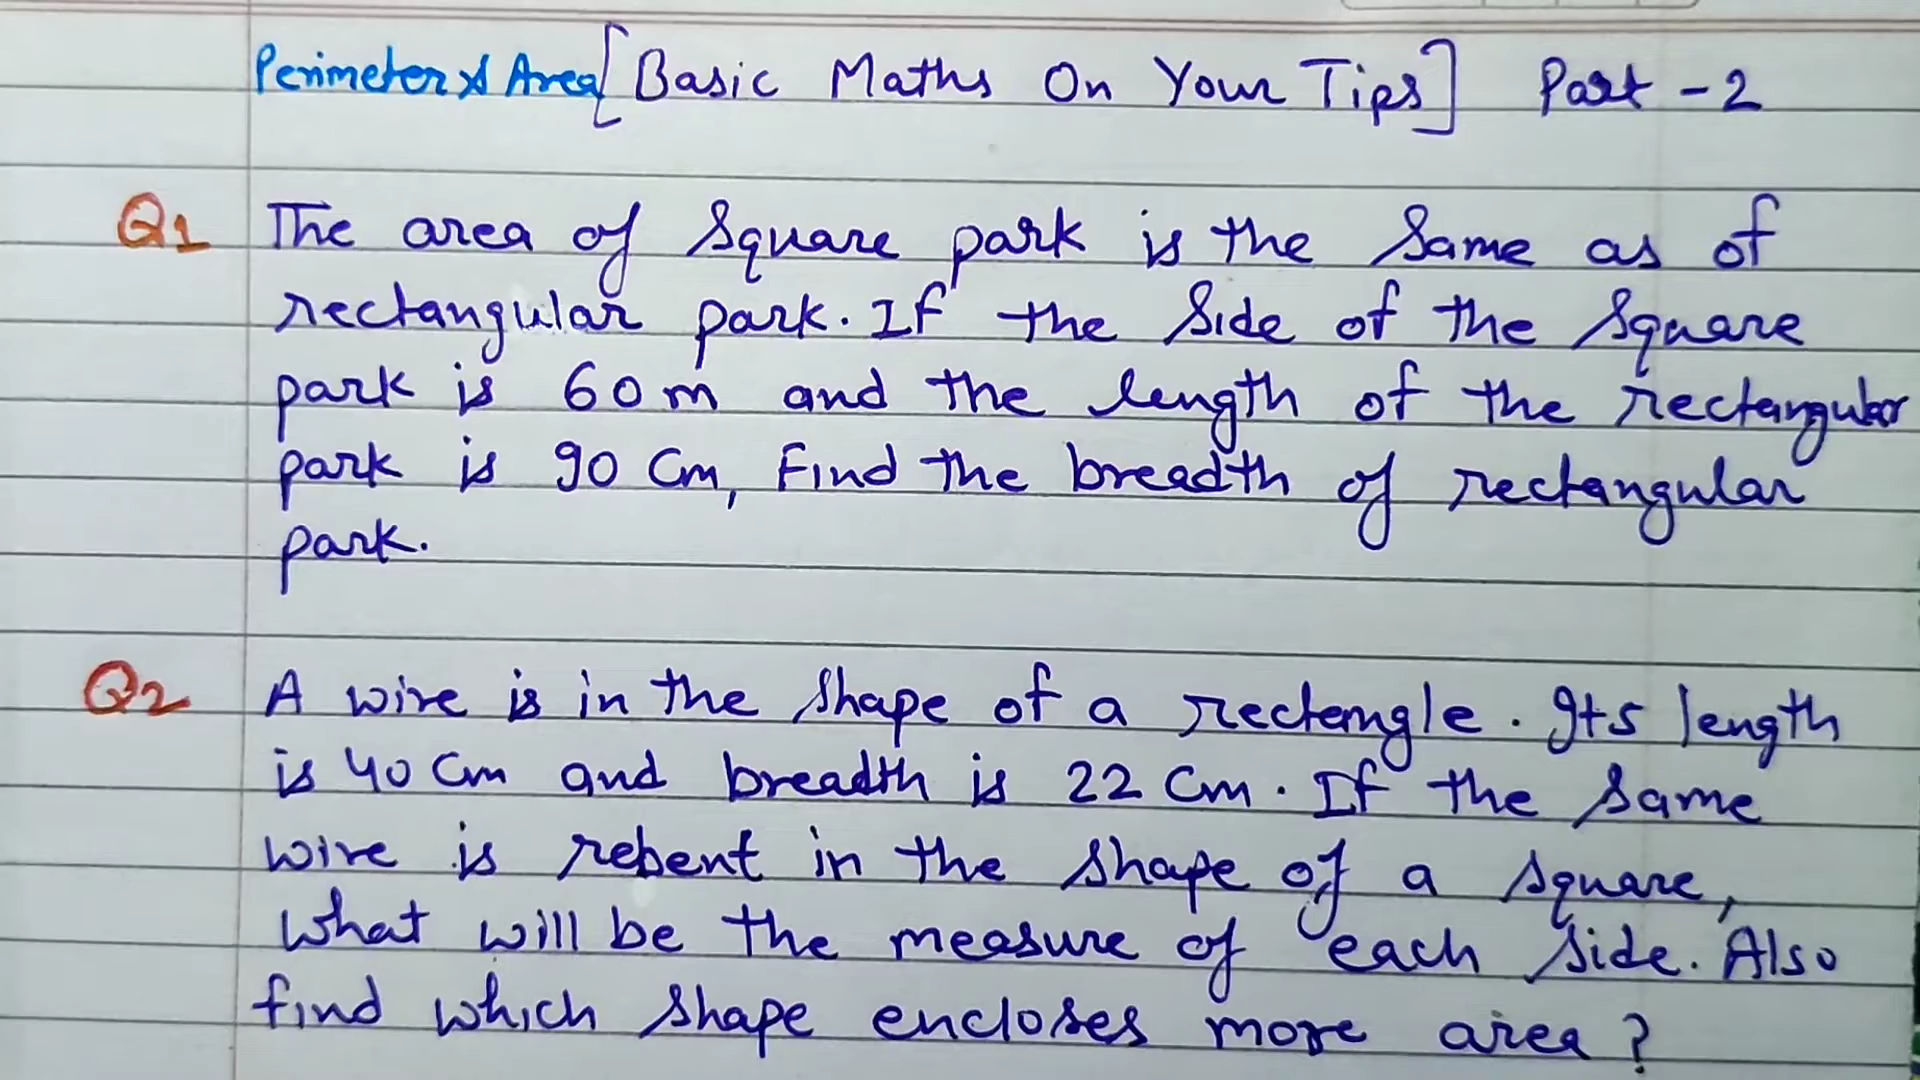 Perimeter & Area [Basic Maths On Your Tips] Part - 2
Q1 The area of square park is the same as of
rectangular park. If the side of the square
park is 60 m and the length of the rectangular
park is 90 cm, Find the breadth of rectangular
park.
Q2 A wire is in the shape of a rectangle. Its length
is 40 cm and breadth is 22 cm. If the same
wire is rebent in the shape of a square,
what will be the measure of each side. Also
find which shape encloses more area?